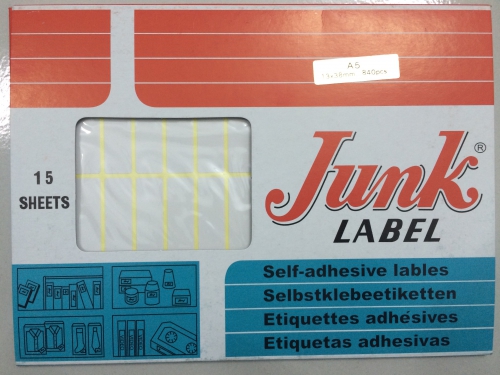 A5
13x38mm 840pcs
15
SHEETS
Junk®
LABEL
Self-adhesive lables
Selbstklebeetiketten
Etiquettes adhésives
Etiquetas adhesivas